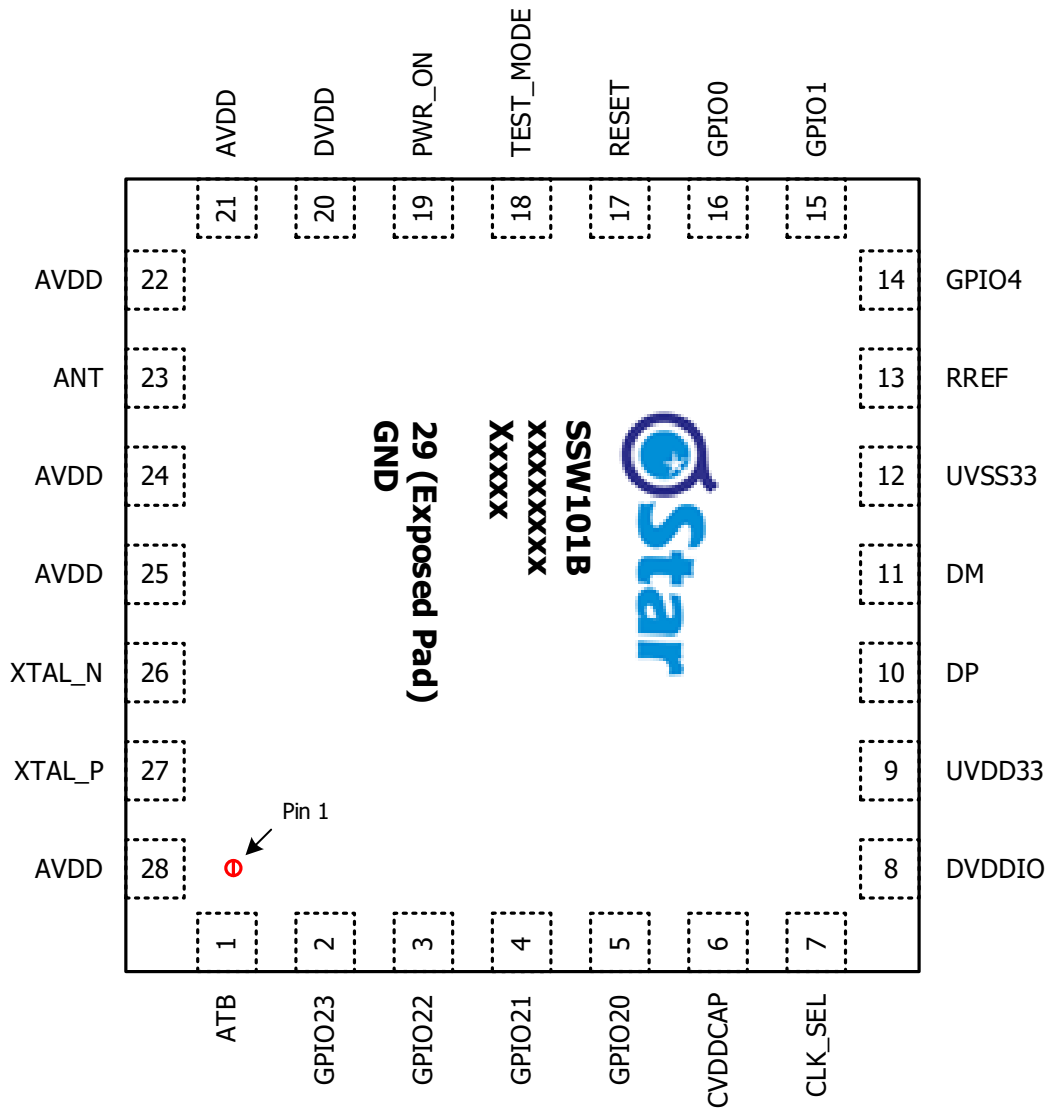 AVDD
DVDD
PWR_ON
TEST_MODE
RESET
GPIO0
GPIO1
21
20
19
18
17
16
15
AVDD 22
ANT 23
AVDD 24
AVDD 25
XTAL_N 26
XTAL_P 27
AVDD 28
14 GPIO4
13 RREF
12 UVSS33
11 DM
10 DP
9 UVDD33
8 DVDDIO
Star
SSW101B
xxxxxxxx
Xxxxx
29 (Exposed Pad)
GND
Pin 1
1
2
3
4
5
6
7
ATB
GPIO23
GPIO22
GPIO21
GPIO20
CVDDCAP
CLK_SEL